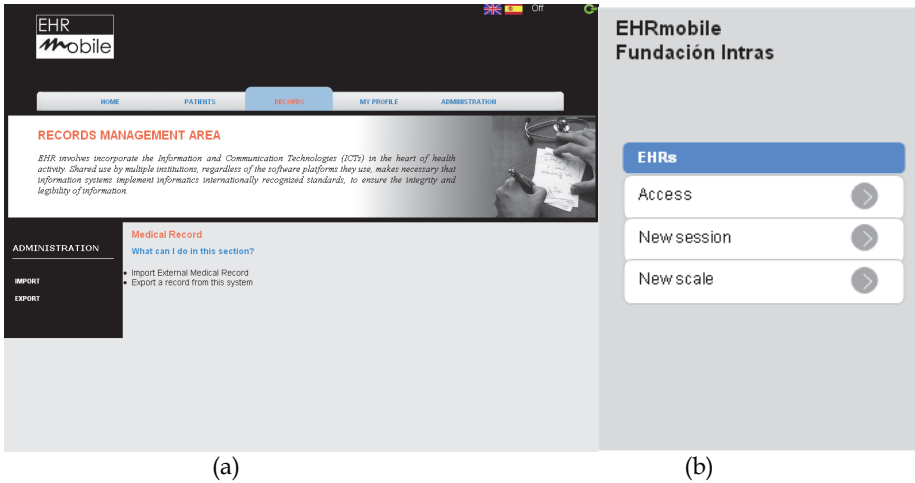 Off
EHR
mobile
HOME PATIENTS RECORDS MY PROFILE ADMINISTRATION
RECORDS MANAGEMENT AREA
EHR involves incorporate the Information and Communication Technologies (ICTs) in the heart of health
activity. Shared use by multiple institutions, regardless of the software platforms they use, makes necessary that
information systems implement informatics internationally recognized standards, to ensure the integrity and
legibility of information.
ADMINISTRATION
IMPORT
EXPORT
Medical Record
What can I do in this section?
• Import External Medical Record
• Export a record from this system
(a)
EHRmobile
Fundación Intras
EHRs
Access
New session
New scale
(b)